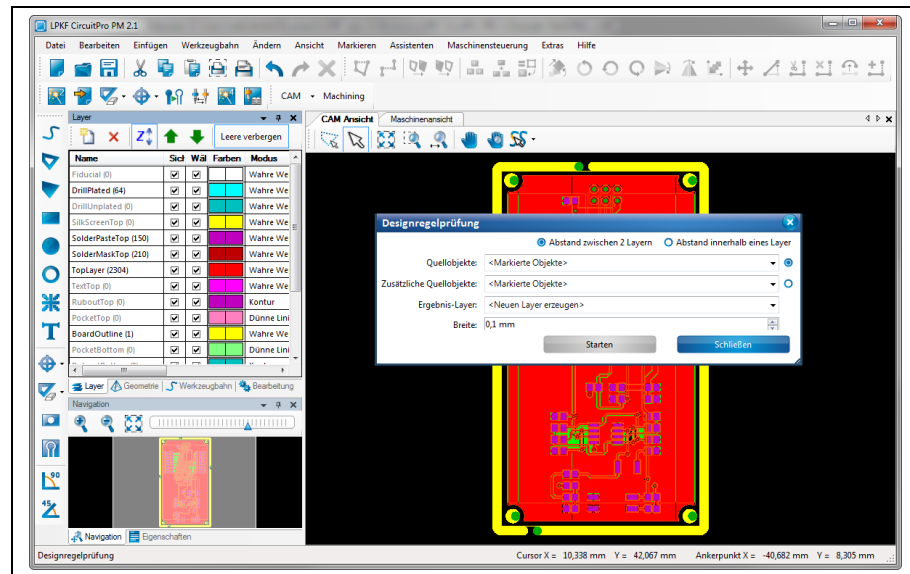 LPKF CircuitPro PM 2.1
Datei Bearbeiten Einfügen Werkzeugbahn Ändern Ansicht Markieren Assistenten Maschinensteuerung Extras Hilfe
CAM Machining
Layer
CAM Ansicht Maschinenansicht
Leere verbergen
Name Sicl Wäl Farben Modus
Fiducial (0) Wahre We
DrillPlated (64) Wahre We
DrillUnplated (0) Wahre We
SilkScreenTop (0) Wahre We
SolderPasteTop (150) Wahre We
SolderMaskTop (210) Wahre We
TopLayer (2304) Wahre We
TextTop (0) Wahre We
RuboutTop (0) Kontur
PocketTop (0) Dünne Lini
BoardOutline (1) Wahre We
PocketBottom (0) Dünne Lini
Layer Geometrie Werkzeugbahn Bearbeitung
Navigation
Navigation Eigenschaften
90
45
T
Designregelprüfung
Abstand zwischen 2 Layern Abstand innerhalb eines Layer
Quellobjekte: <Markierte Objekte>
Zusätzliche Quellobjekte: <Markierte Objekte>
Ergebnis-Layer: <Neuen Layer erzeugen>
Breite: 0,1 mm
Starten Schließen
Designregelprüfung Cursor X = 10,338 mm Y = 42,067 mm Ankerpunkt X = -40,682 mm Y = 8,305 mm